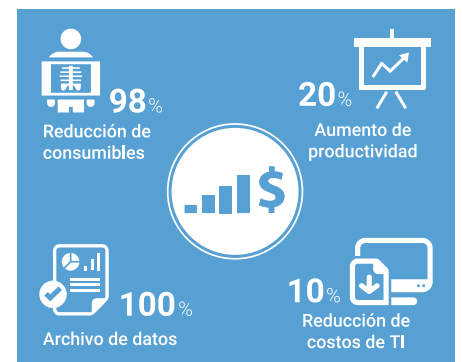 98%
Reducción de
consumibles
20%
Aumento de
productividad
$
100%
Archivo de datos
10%
Reducción de
costos de TI